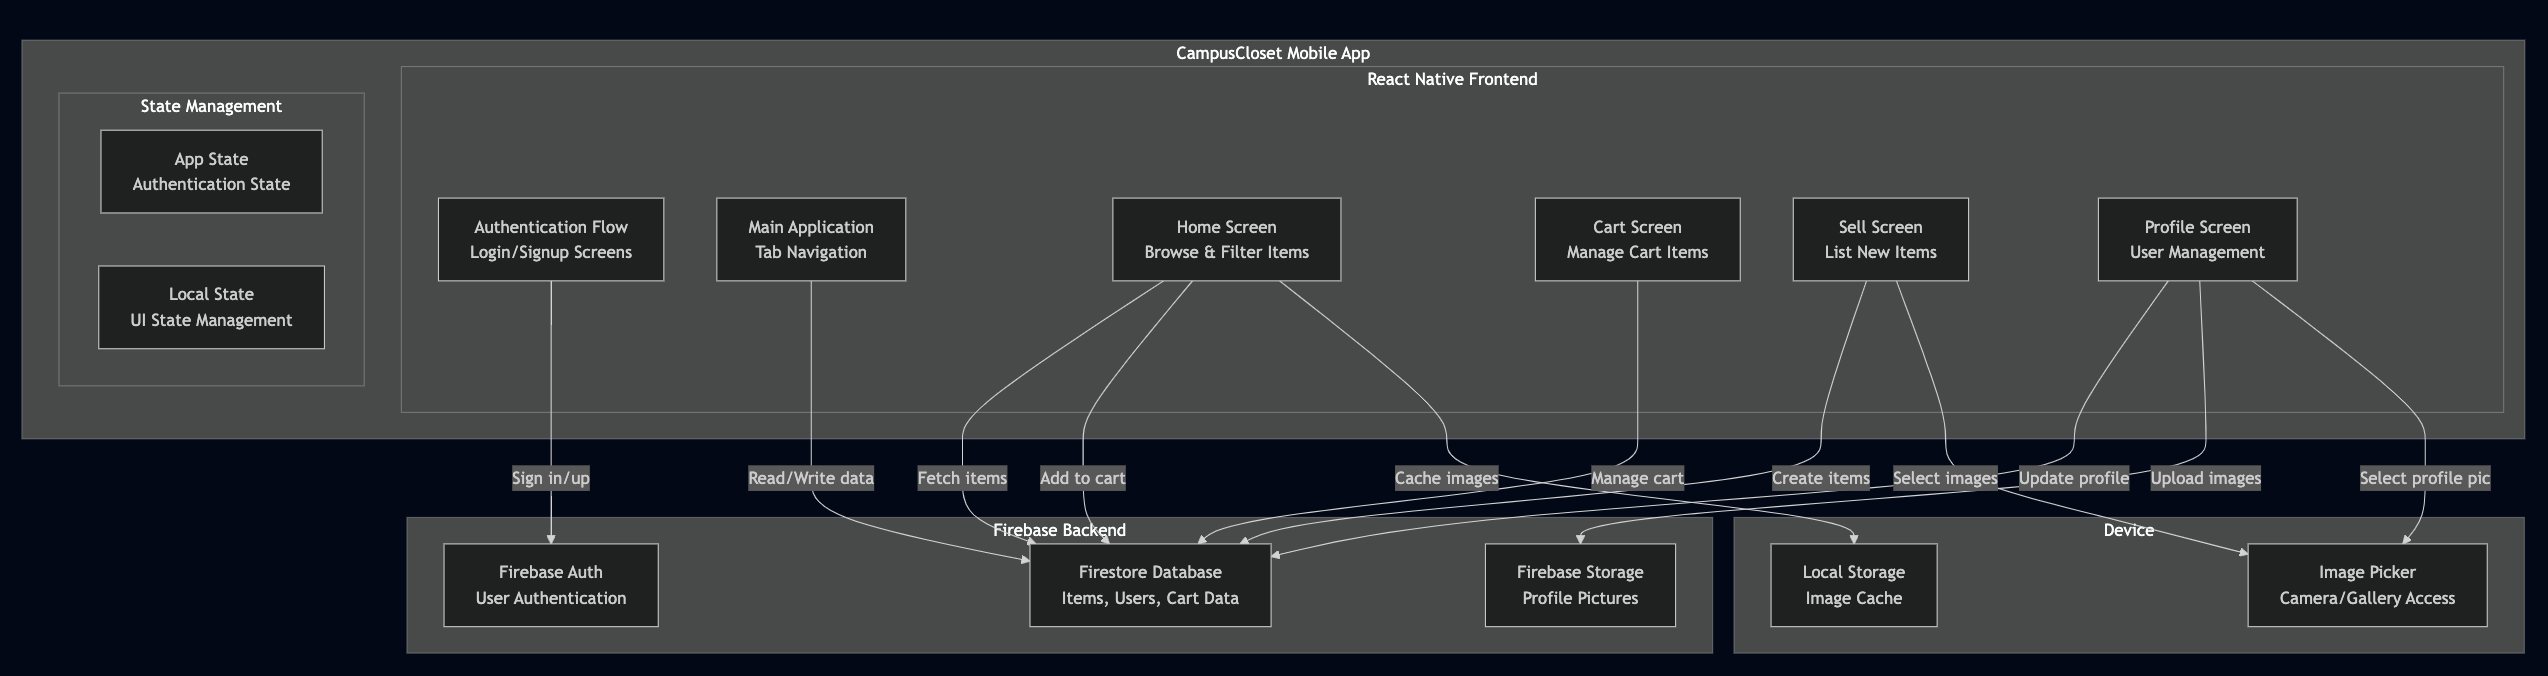 CampusCloset Mobile App
React Native Frontend
State Management
App State
Authentication State
Local State
UI State Management
Authentication Flow
Login/Signup Screens
Main Application
Tab Navigation
Home Screen
Browse & Filter Items
Cart Screen
Manage Cart Items
Sell Screen
List New Items
Profile Screen
User Management
Sign in/up
Read/Write data
Fetch items
Add to cart
Cache images
Manage cart
Create items
Select images
Update profile
Upload images
Select profile pic
Firebase Backend
Firebase Auth
User Authentication
Firestore Database
Items, Users, Cart Data
Firebase Storage
Profile Pictures
Device
Local Storage
Image Cache
Image Picker
Camera/Gallery Access